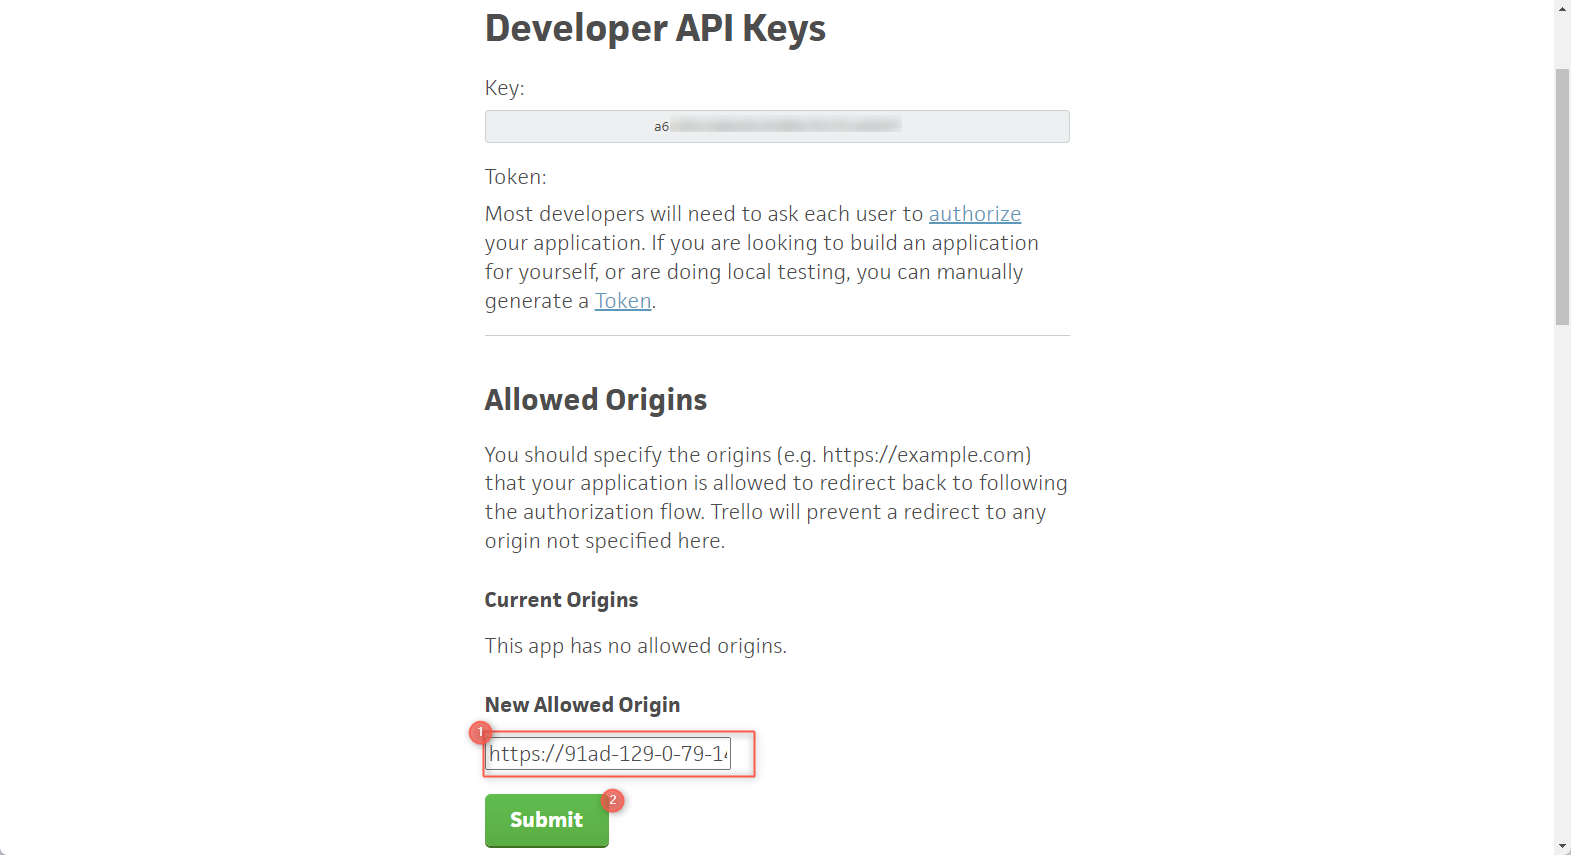 Developer API Keys
Key:
a6
Token:
Most developers will need to ask each user to authorize
your application. If you are looking to build an application
for yourself, or are doing local testing, you can manually
generate a Token.
Allowed Origins
You should specify the origins (e.g. https://example.com)
that your application is allowed to redirect back to following
the authorization flow. Trello will prevent a redirect to any
origin not specified here.
Current Origins
This app has no allowed origins.
New Allowed Origin
1
https://91ad-129-0-79-1
2
Submit